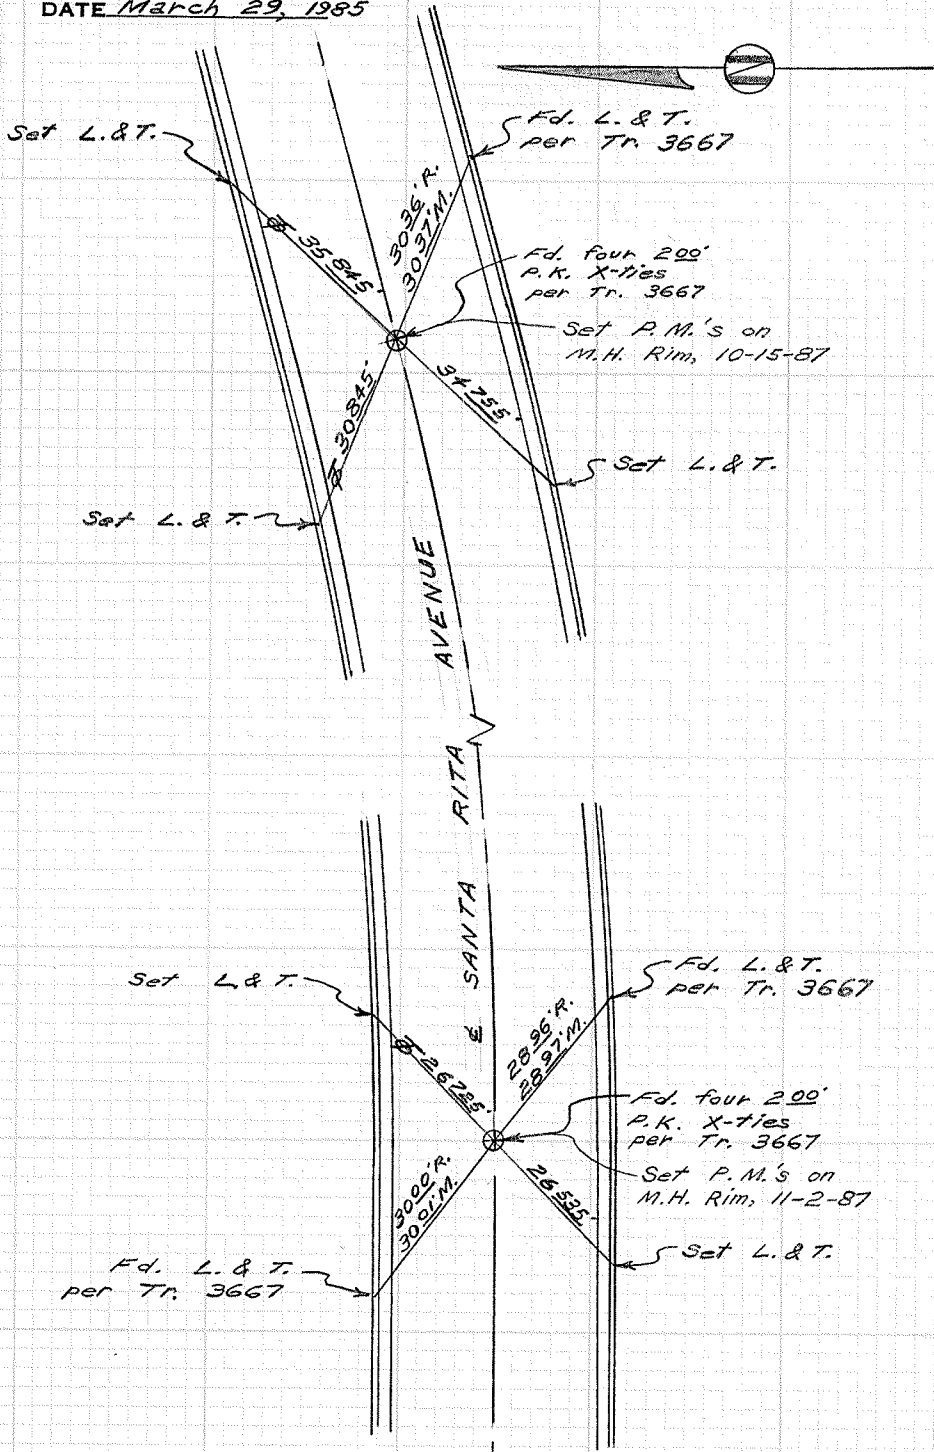 DATE March 29, 1985
Set L. & T.
Fd. L. & T.
per Tr. 3667
30 36' R.
30 37' M.
35 845'
Fd. four 2 00'
P.K. X-ties
per Tr. 3667
Set P.M.'s on
M.H. Rim, 10-15-87
30 845'
34 755'
Set L. & T.
Set L. & T.
℄ SANTA RITA AVENUE
Set L. & T.
Fd. L. & T.
per Tr. 3667
28 96' R.
28 97' M.
26 725'
Fd. four 2 00'
P.K. X-ties
per Tr. 3667
Set P.M.'s on
M.H. Rim, 11-2-87
30 00' R.
30 01' M.
26 535'
Set L. & T.
Fd. L. & T.
per Tr. 3667